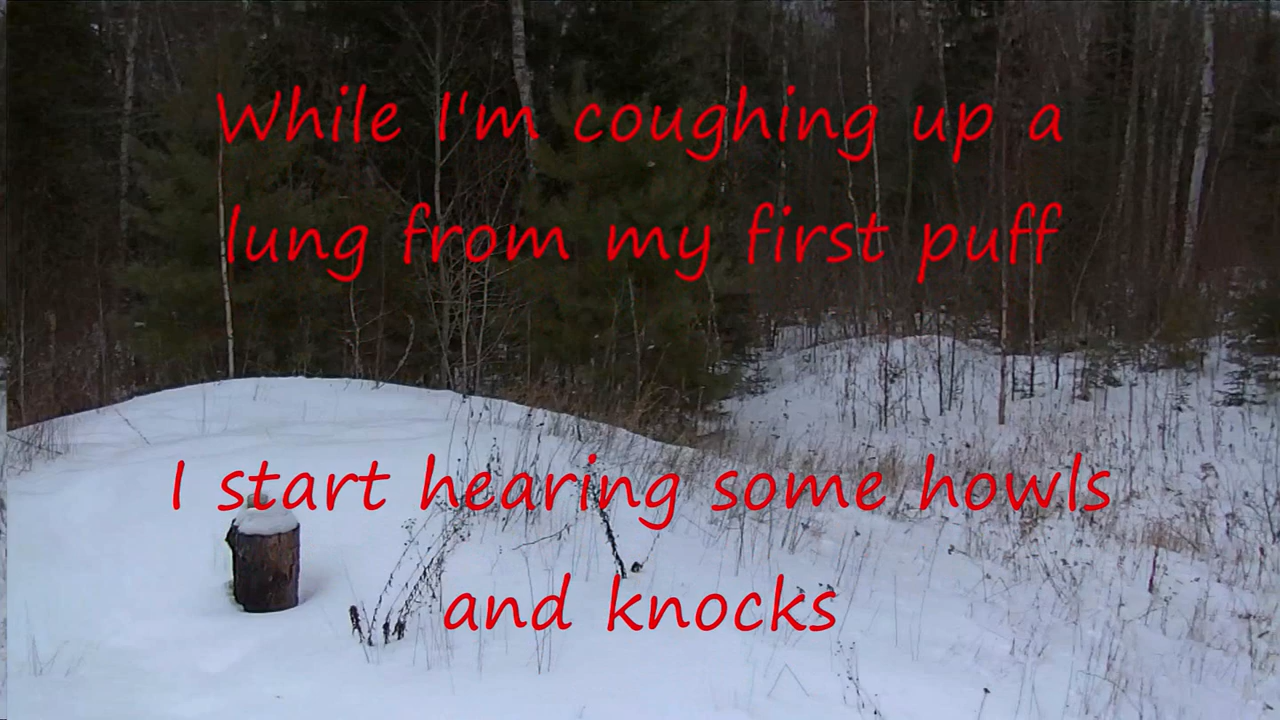 While I'm coughing up a
lung from my first puff
I start hearing some howls
and knocks